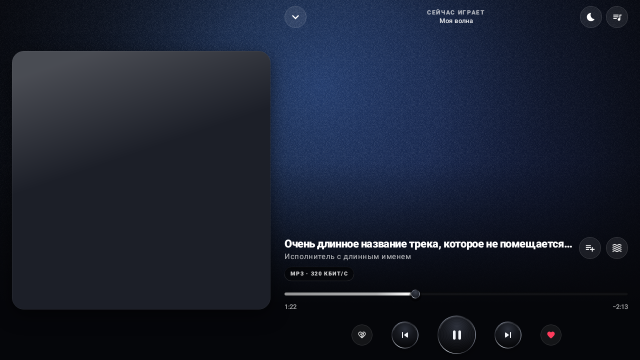 СЕЙЧАС ИГРАЕТ
Моя волна
Очень длинное название трека, которое не помещается…
Исполнитель с длинным именем
MP3 · 320 КБИТ/С
1:22
−2:13